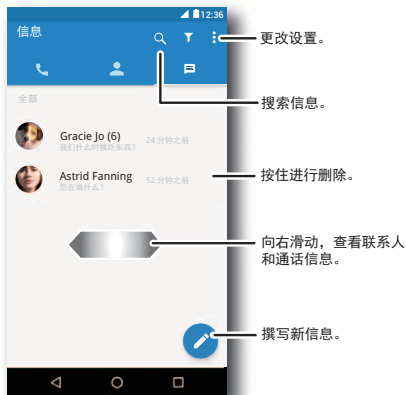 12:36
信息
更改设置。
搜索信息。
全部
Gracie Jo (6)
我们什么时候吃东西?
24 分钟之前
Astrid Fanning
您在做什么?
52 分钟之前
按住进行删除。
向右滑动，查看联系人
和通话信息。
撰写新信息。